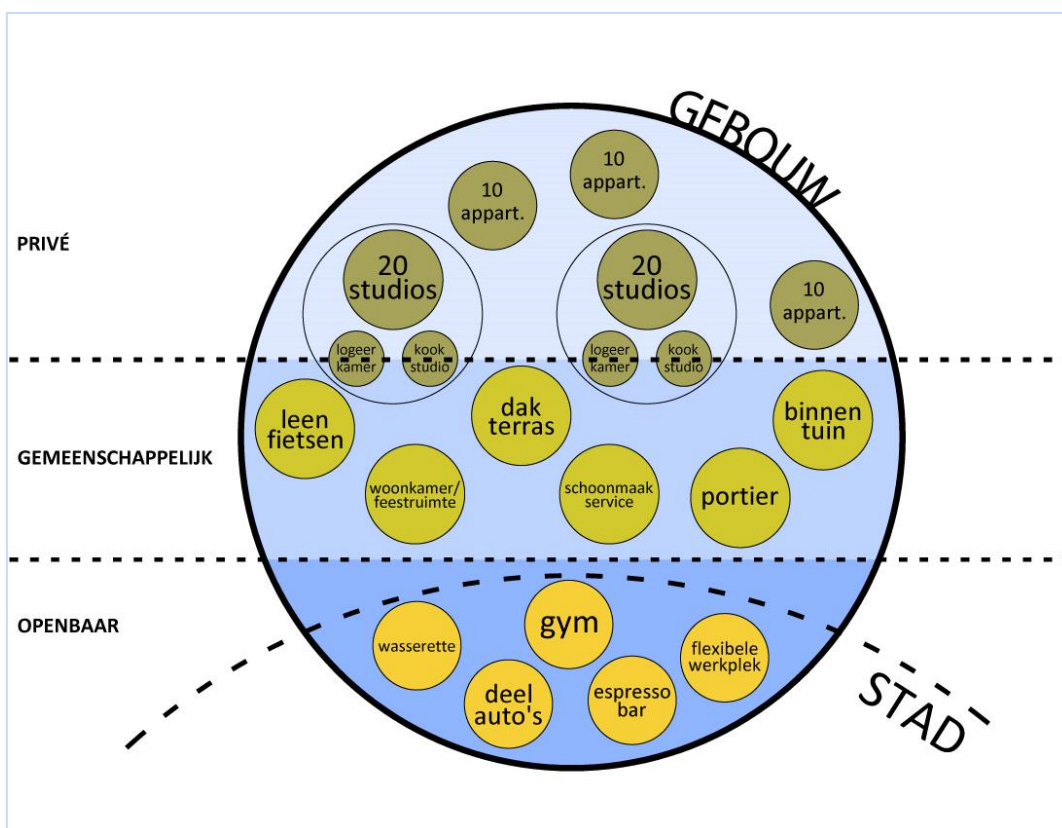 GEBOUW
10
appart.
10
appart.
PRIVÉ
20
studios
20
studios
10
appart.
logeer
kamer
kook
studio
logeer
kamer
kook
studio
leen
fietsen
dak
terras
binnen
tuin
GEMEENSCHAPPELIJK
woonkamer/
feestruimte
schoonmaak
service
portier
OPENBAAR
wasserette
gym
flexibele
werkplek
deel
auto's
espresso
bar
STAD